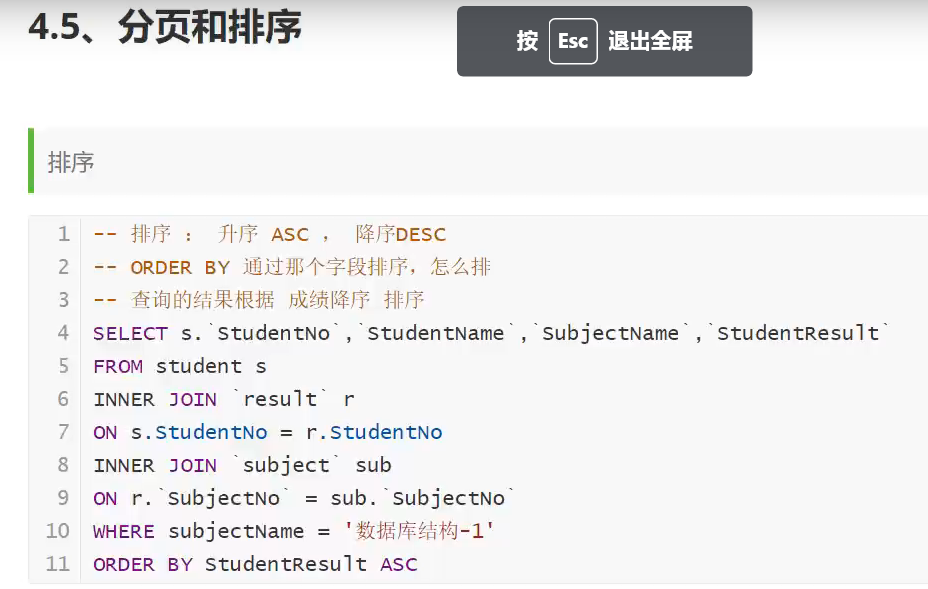 4.5、分页和排序
按 Esc 退出全屏
排序
1 -- 排序 ： 升序 ASC ， 降序DESC
2 -- ORDER BY 通过那个字段排序，怎么排
3 -- 查询的结果根据 成绩降序 排序
4 SELECT s.`StudentNo`,`StudentName`,`SubjectName`,`StudentResult`
5 FROM student s
6 INNER JOIN `result` r
7 ON s.StudentNo = r.StudentNo
8 INNER JOIN `subject` sub
9 ON r.`SubjectNo` = sub.`SubjectNo`
10 WHERE subjectName = '数据库结构-1'
11 ORDER BY StudentResult ASC